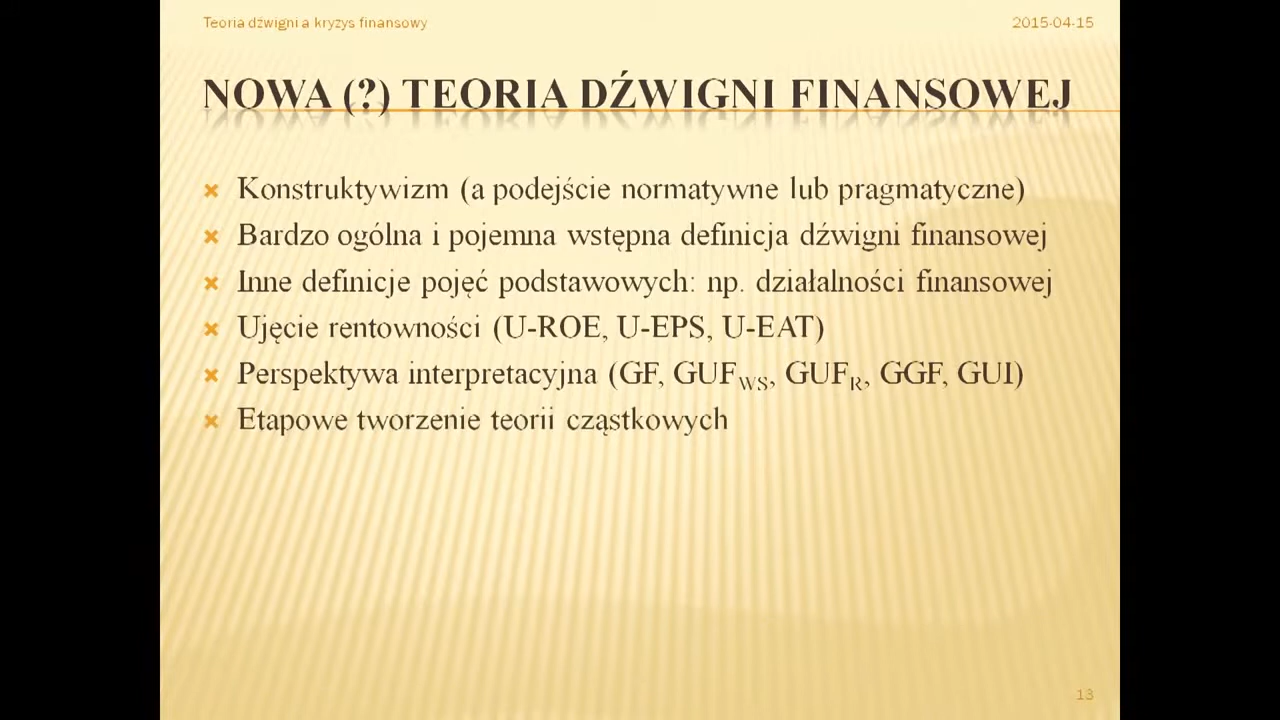 Teoria dźwigni a kryzys finansowy 2015-04-15
NOWA (?) TEORIA DŹWIGNI FINANSOWEJ
Konstruktywizm (a podejście normatywne lub pragmatyczne)
Bardzo ogólna i pojemna wstępna definicja dźwigni finansowej
Inne definicje pojęć podstawowych: np. działalności finansowej
Ujęcie rentowności (U-ROE, U-EPS, U-EAT)
Perspektywa interpretacyjna (GF, GUFWS, GUFR, GGF, GUI)
Etapowe tworzenie teorii cząstkowych
13